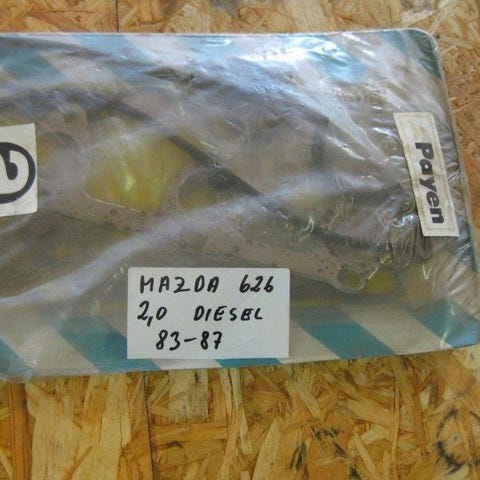 Payen
MAZDA 626
2,0 DIESEL
83-87